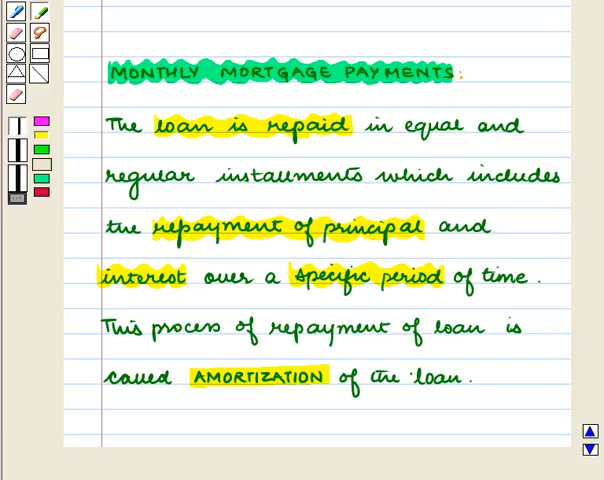 MONTHLY MORTGAGE PAYMENTS:
The loan is repaid in equal and
regular installments which includes
the repayment of principal and
interest over a specific period of time.
This process of repayment of loan is
called AMORTIZATION of the loan.